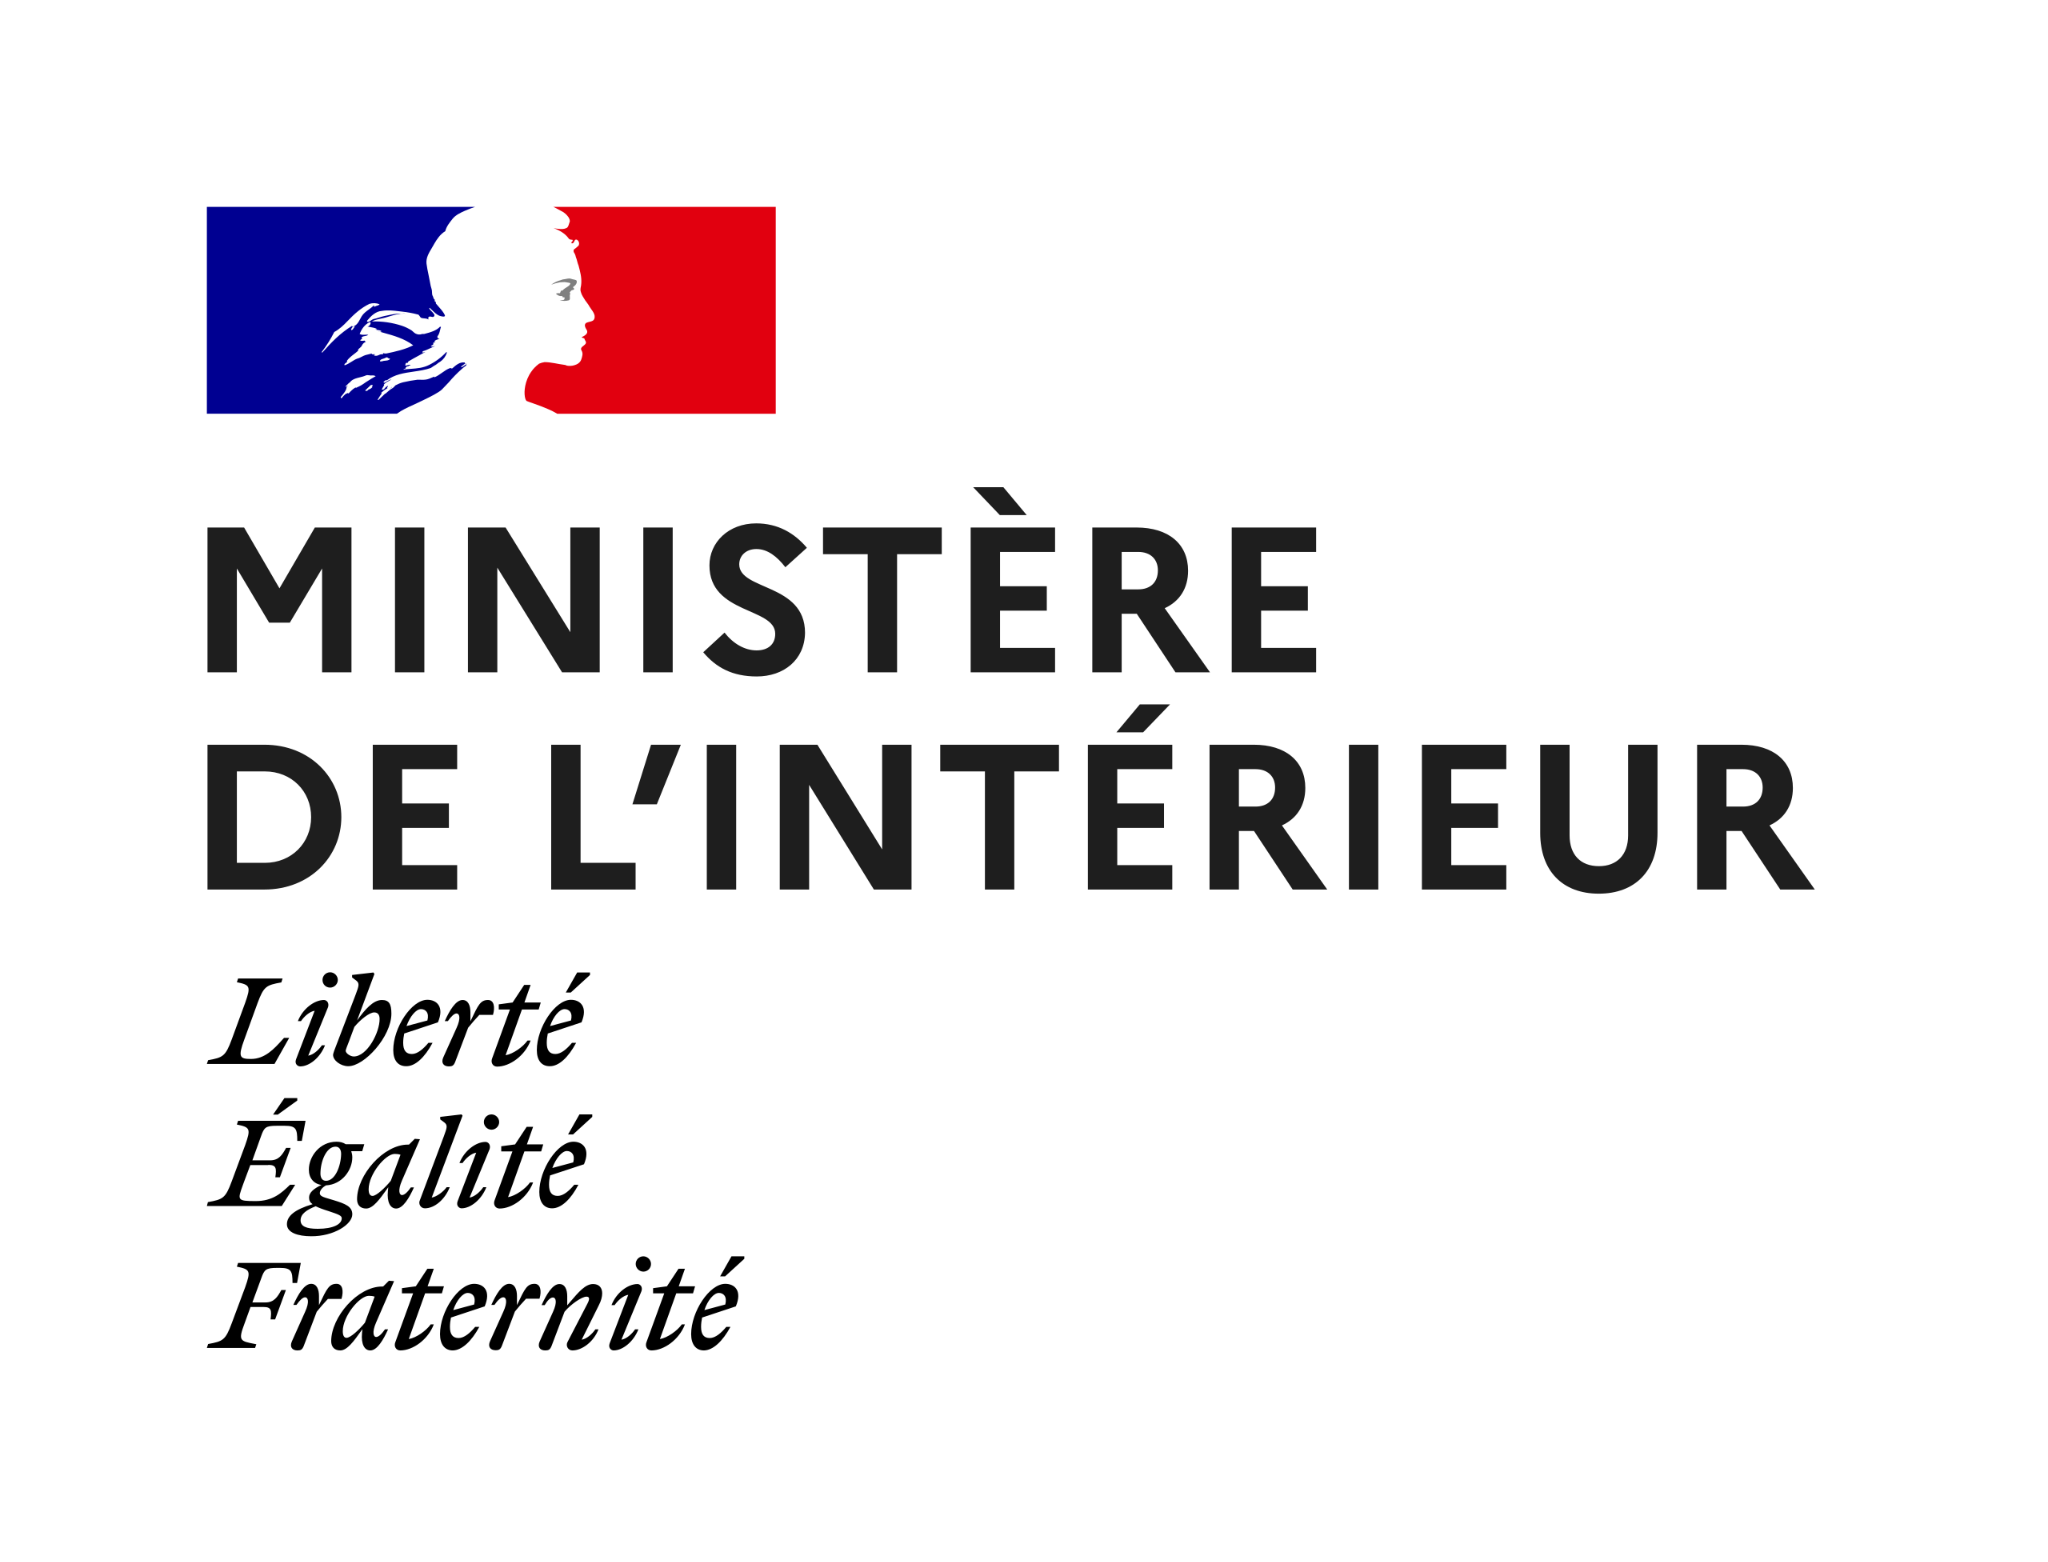 MINISTÈRE
DE L’INTÉRIEUR
Liberté
Égalité
Fraternité